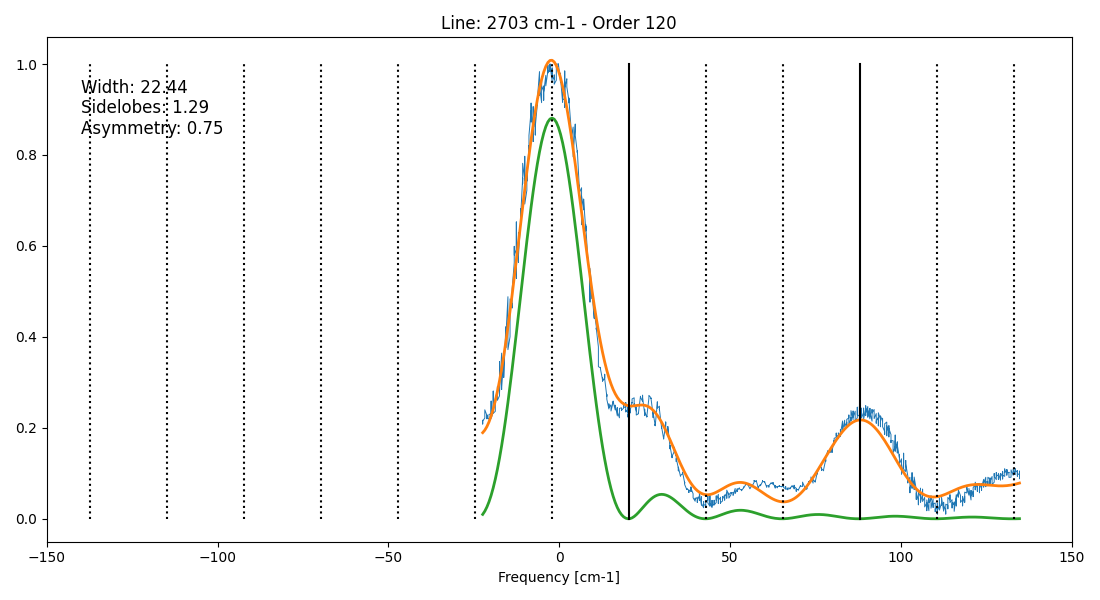 Line: 2703 cm-1 - Order 120
Width: 22.44
Sidelobes: 1.29
Asymmetry: 0.75
1.0
0.8
0.6
0.4
0.2
0.0
−150 −100 −50 0 50 100 150
Frequency [cm-1]